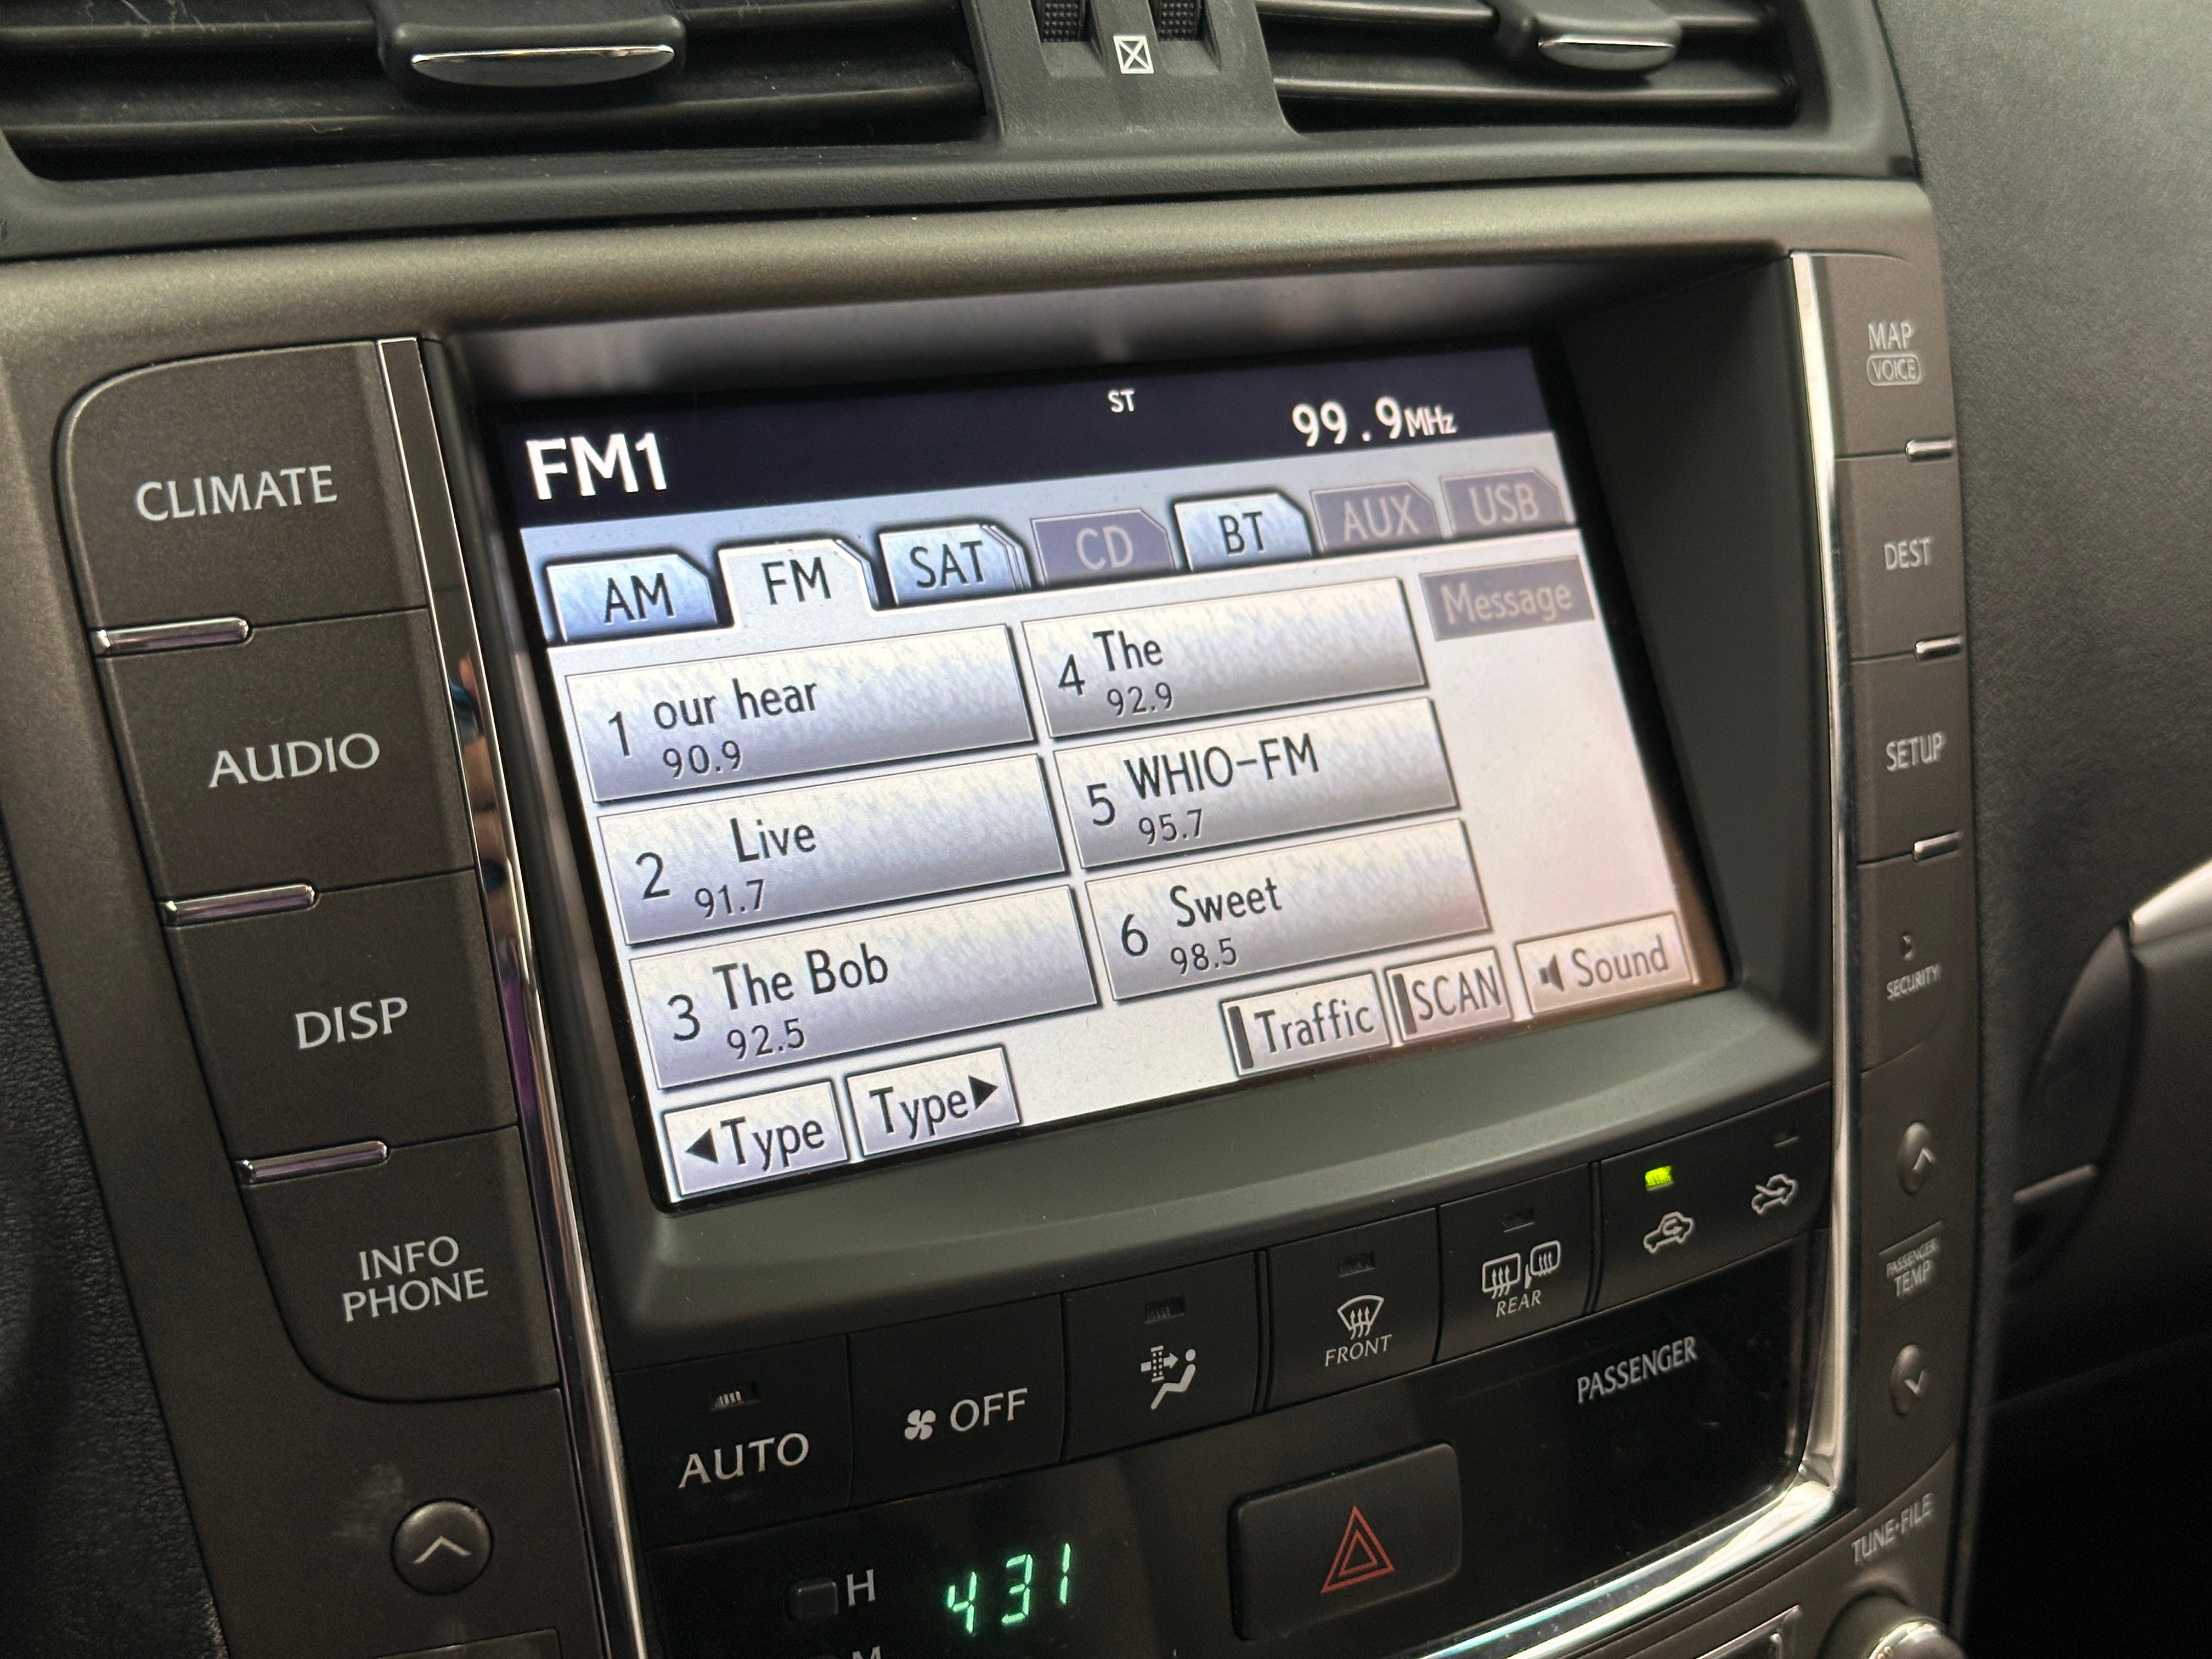 FM1
ST
99.9MHz
AM
FM
SAT
CD
BT
AUX
USB
Message
1 our hear
90.9
2 Live
91.7
3 The Bob
92.5
4 The
92.9
5 WHIO-FM
95.7
6 Sweet
98.5
◀Type
Type▶
Traffic
SCAN
Sound
CLIMATE
AUDIO
DISP
INFO
PHONE
MAP
VOICE
DEST
SETUP
SECURITY
PASSENGER
TEMP
TUNE•FILE
AUTO
OFF
FRONT
REAR
PASSENGER
H
431
M